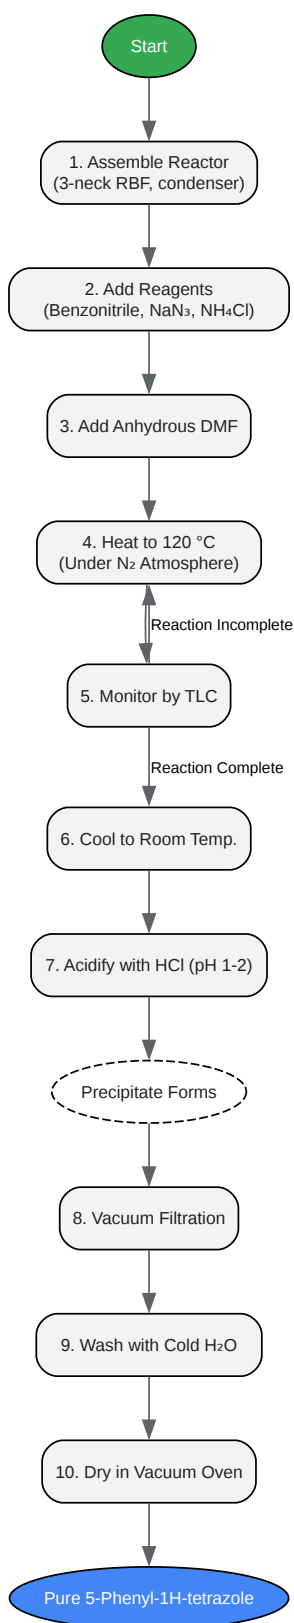 Start
1. Assemble Reactor
(3-neck RBF, condenser)
2. Add Reagents
(Benzonitrile, NaN₃, NH₄Cl)
3. Add Anhydrous DMF
4. Heat to 120 °C
(Under N₂ Atmosphere)
Reaction Incomplete
5. Monitor by TLC
Reaction Complete
6. Cool to Room Temp.
7. Acidify with HCl (pH 1-2)
Precipitate Forms
8. Vacuum Filtration
9. Wash with Cold H₂O
10. Dry in Vacuum Oven
Pure 5-Phenyl-1H-tetrazole